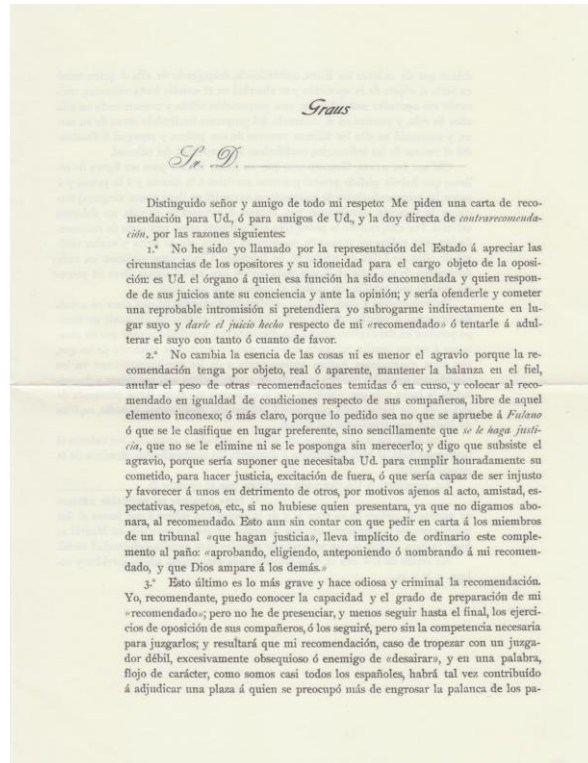 Graus
Sr. D.
Distinguido señor y amigo de todo mi respeto: Me piden una carta de reco-
mendación para Ud., ó para amigos de Ud., y la doy directa de contrarecomenda-
ción, por las razones siguientes:
1.ª No he sido yo llamado por la representación del Estado á apreciar las
circunstancias de los opositores y su idoneidad para el cargo objeto de la oposi-
ción: es Ud. el órgano á quien esa función ha sido encomendada y quien respon-
de de sus juicios ante su conciencia y ante la opinión; y sería ofenderle y cometer
una reprobable intromisión si pretendiera yo subrogarme indirectamente en lu-
gar suyo y darle el juicio hecho respecto de mi «recomendado» ó tentarle á adul-
terar el suyo con tanto ó cuanto de favor.
2.ª No cambia la esencia de las cosas ni es menor el agravio porque la re-
comendación tenga por objeto, real ó aparente, mantener la balanza en el fiel,
anular el peso de otras recomendaciones temidas ó en curso, y colocar al reco-
mendado en igualdad de condiciones respecto de sus compañeros, libre de aquel
elemento inconexo; ó más claro, porque lo pedido sea no que se apruebe á Fulano
ó que se le clasifique en lugar preferente, sino sencillamente que se le haga justi-
cia, que no se le elimine ni se le posponga sin merecerlo; y digo que subsiste el
agravio, porque sería suponer que necesitaba Ud. para cumplir honradamente su
cometido, para hacer justicia, excitación de fuera, ó que sería capaz de ser injusto
y favorecer á unos en detrimento de otros, por motivos ajenos al acto, amistad, es-
pectativas, respetos, etc, si no hubiese quien presentara, ya que no digamos abo-
nara, al recomendado. Esto aun sin contar con que pedir en carta á los miembros
de un tribunal «que hagan justicia», lleva implícito de ordinario este comple-
mento al paño: «aprobando, eligiendo, anteponiendo ó nombrando á mi recomen-
dado, y que Dios ampare á los demás.»
3.ª Esto último es lo más grave y hace odiosa y criminal la recomendación.
Yo, recomendante, puedo conocer la capacidad y el grado de preparación de mi
«recomendado»; pero no he de presenciar, y menos seguir hasta el final, los ejerci-
cios de oposición de sus compañeros, ó los seguiré, pero sin la competencia necesaria
para juzgarlos; y resultará que mi recomendación, caso de tropezar con un juzga-
dor débil, excesivamente obsequioso ó enemigo de «desairar», y en una palabra,
flojo de carácter, como somos casi todos los españoles, habrá tal vez contribuído
á adjudicar una plaza á quien se preocupó más de engrosar la palanca de los pa-